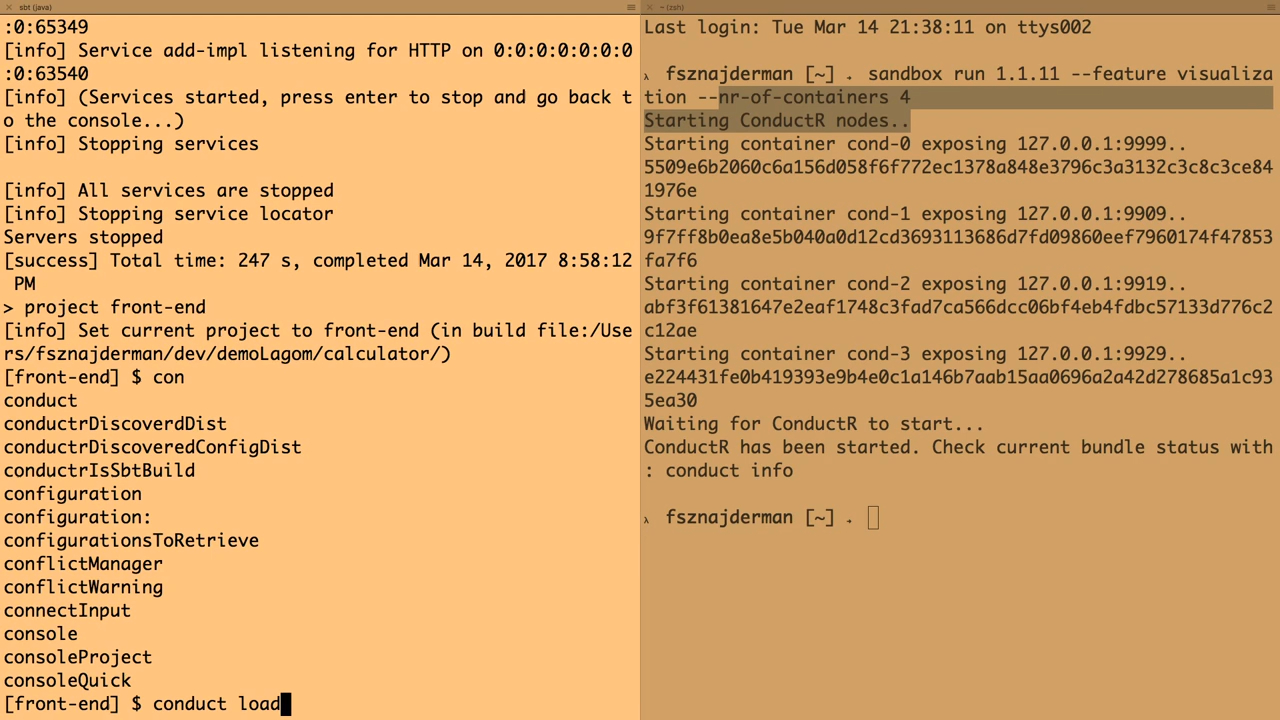 sbt (java)
:0:65349
[info] Service add-impl listening for HTTP on 0:0:0:0:0:0:0
:0:63540
[info] (Services started, press enter to stop and go back t
o the console...)
[info] Stopping services
[info] All services are stopped
[info] Stopping service locator
Servers stopped
[success] Total time: 247 s, completed Mar 14, 2017 8:58:12
 PM
> project front-end
[info] Set current project to front-end (in build file:/Use
rs/fsznajderman/dev/demoLagom/calculator/)
[front-end] $ con
conduct
conductrDiscoverdDist
conductrDiscoveredConfigDist
conductrIsSbtBuild
configuration
configuration:
configurationsToRetrieve
conflictManager
conflictWarning
connectInput
console
consoleProject
consoleQuick
[front-end] $ conduct load
~ (zsh)
Last login: Tue Mar 14 21:38:11 on ttys002
λ fsznajderman [~] → sandbox run 1.1.11 --feature visualiza
tion --nr-of-containers 4
Starting ConductR nodes..
Starting container cond-0 exposing 127.0.0.1:9999..
5509e6b2060c6a156d058f6f772ec1378a848e3796c3a3132c3c8c3ce84
1976e
Starting container cond-1 exposing 127.0.0.1:9909..
9f7ff8b0ea8e5b040a0d12cd3693113686d7fd09860eef7960174f47853
fa7f6
Starting container cond-2 exposing 127.0.0.1:9919..
abf3f61381647e2eaf1748c3fad7ca566dcc06bf4eb4fdbc57133d776c2
c12ae
Starting container cond-3 exposing 127.0.0.1:9929..
e224431fe0b419393e9b4e0c1a146b7aab15aa0696a2a42d278685a1c93
5ea30
Waiting for ConductR to start...
ConductR has been started. Check current bundle status with
: conduct info
λ fsznajderman [~] →